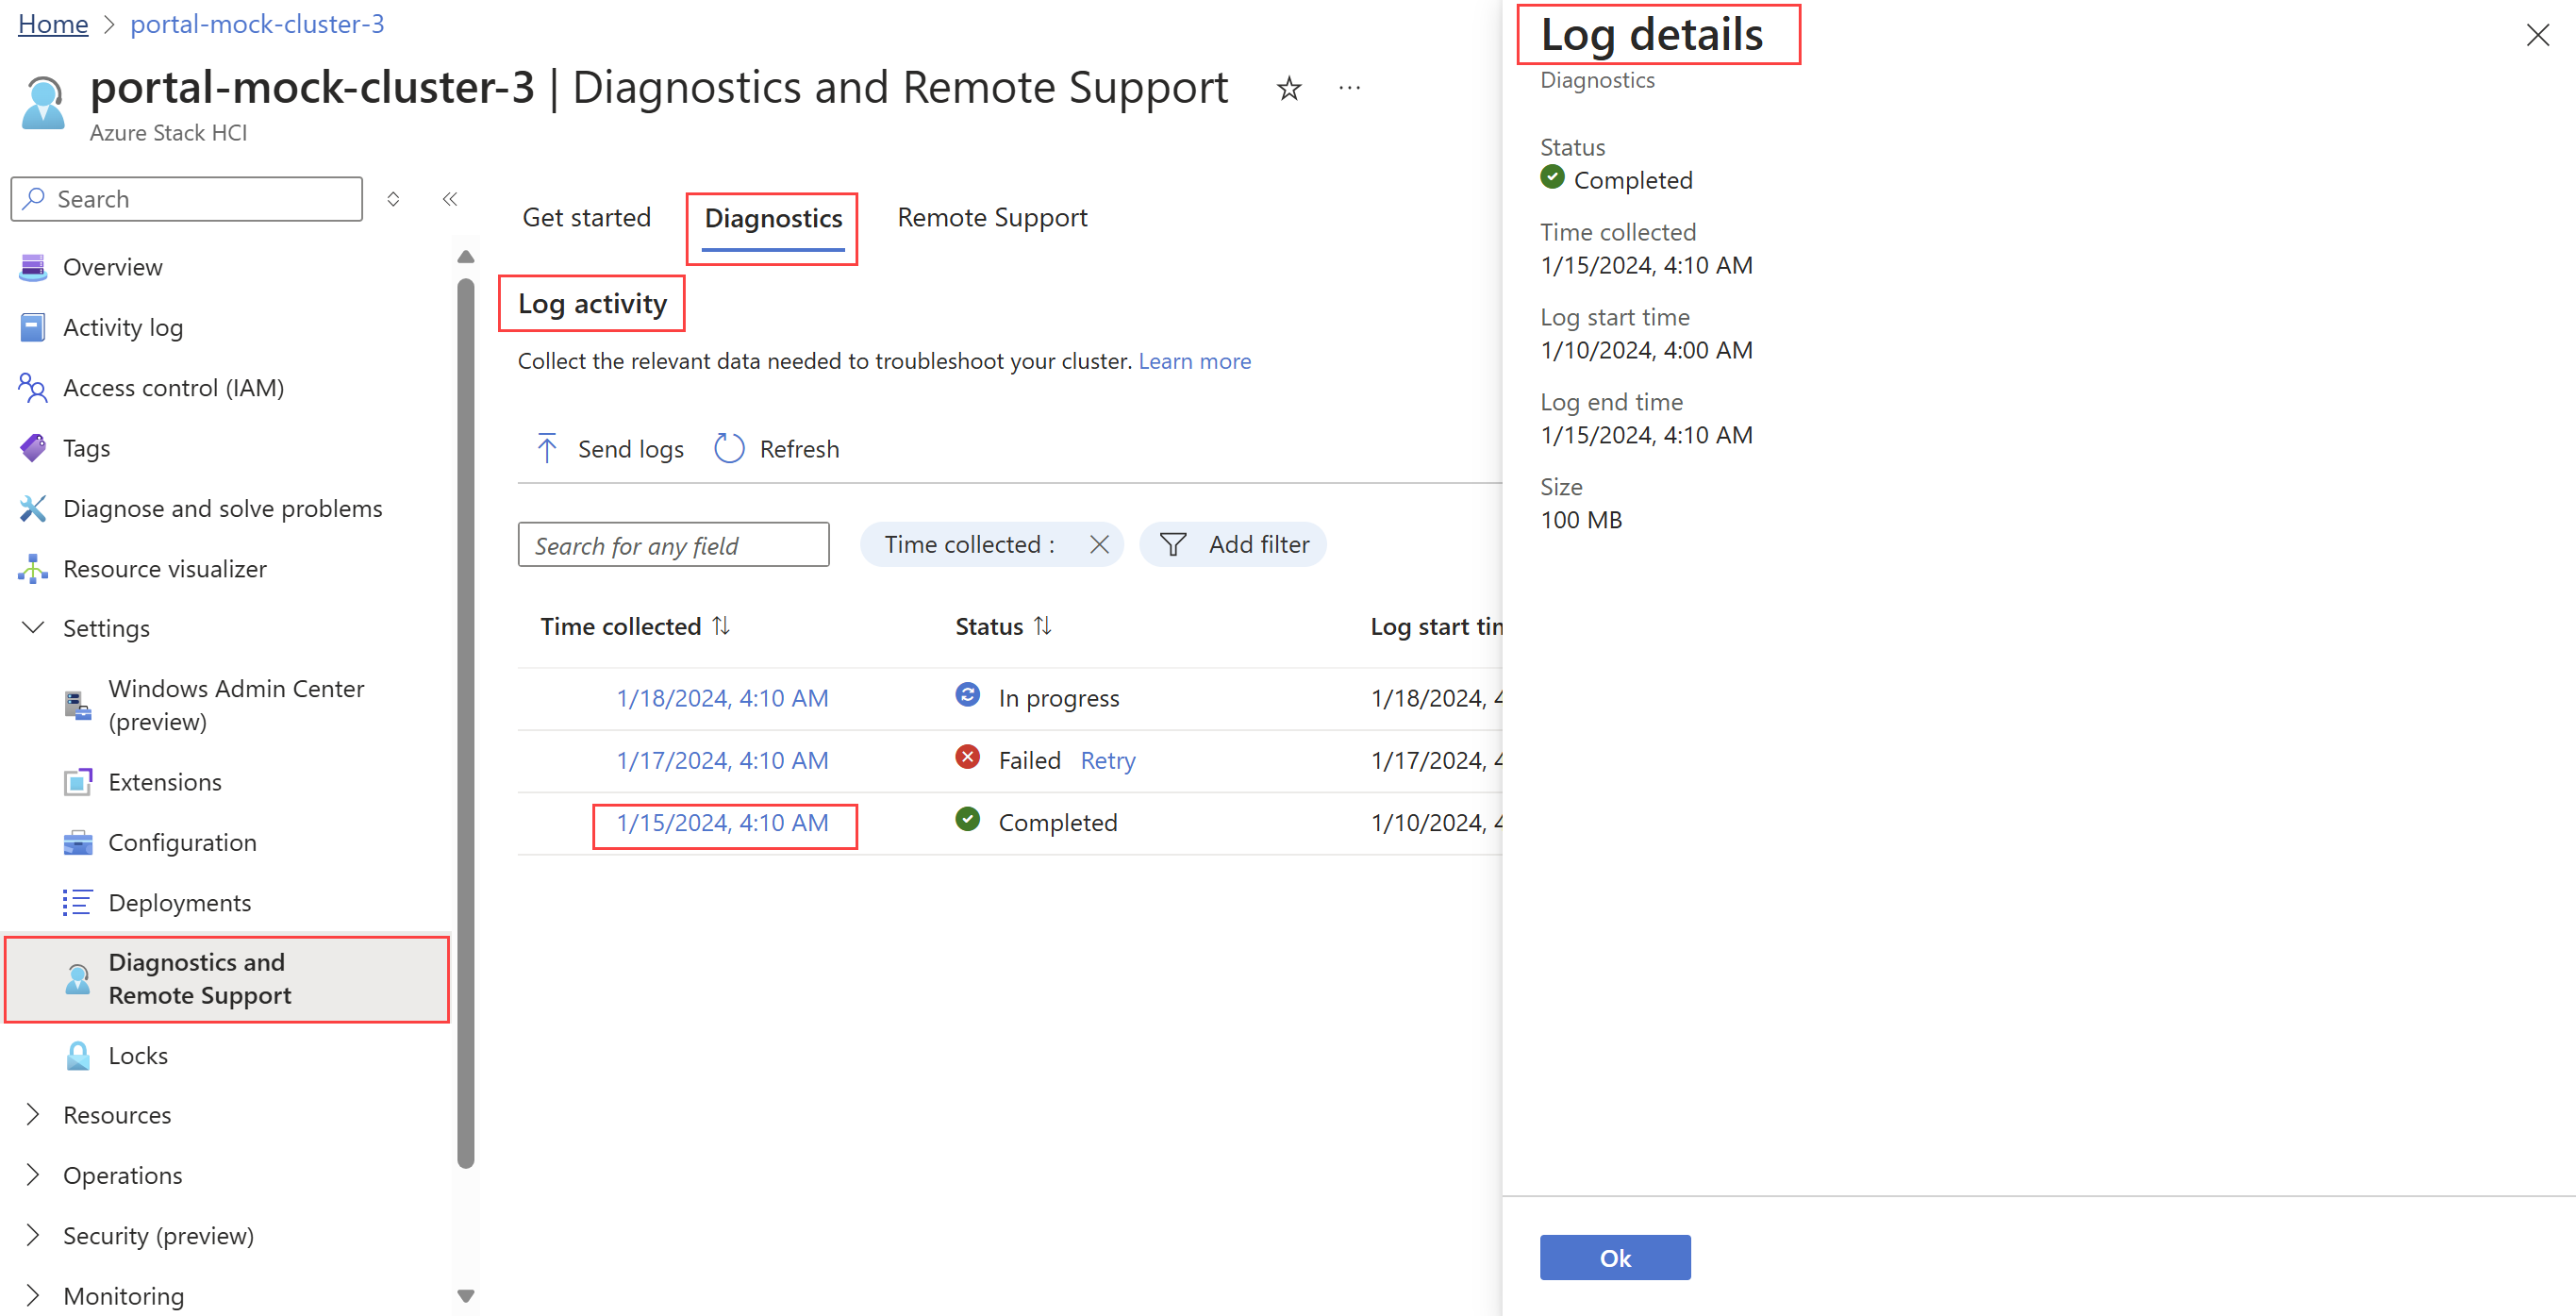 Home > portal-mock-cluster-3
portal-mock-cluster-3 | Diagnostics and Remote Support
Azure Stack HCI
Search
Overview
Activity log
Access control (IAM)
Tags
Diagnose and solve problems
Resource visualizer
Settings
Windows Admin Center
(preview)
Extensions
Configuration
Deployments
Diagnostics and
Remote Support
Locks
Resources
Operations
Security (preview)
Monitoring
Get started Diagnostics Remote Support
Log activity
Collect the relevant data needed to troubleshoot your cluster. Learn more
Send logs Refresh
Search for any field Time collected : Add filter
Time collected Status Log start tim
1/18/2024, 4:10 AM In progress 1/18/2024, 4
1/17/2024, 4:10 AM Failed Retry 1/17/2024, 4
1/15/2024, 4:10 AM Completed 1/10/2024, 4
Log details
Diagnostics
Status
Completed
Time collected
1/15/2024, 4:10 AM
Log start time
1/10/2024, 4:00 AM
Log end time
1/15/2024, 4:10 AM
Size
100 MB
Ok